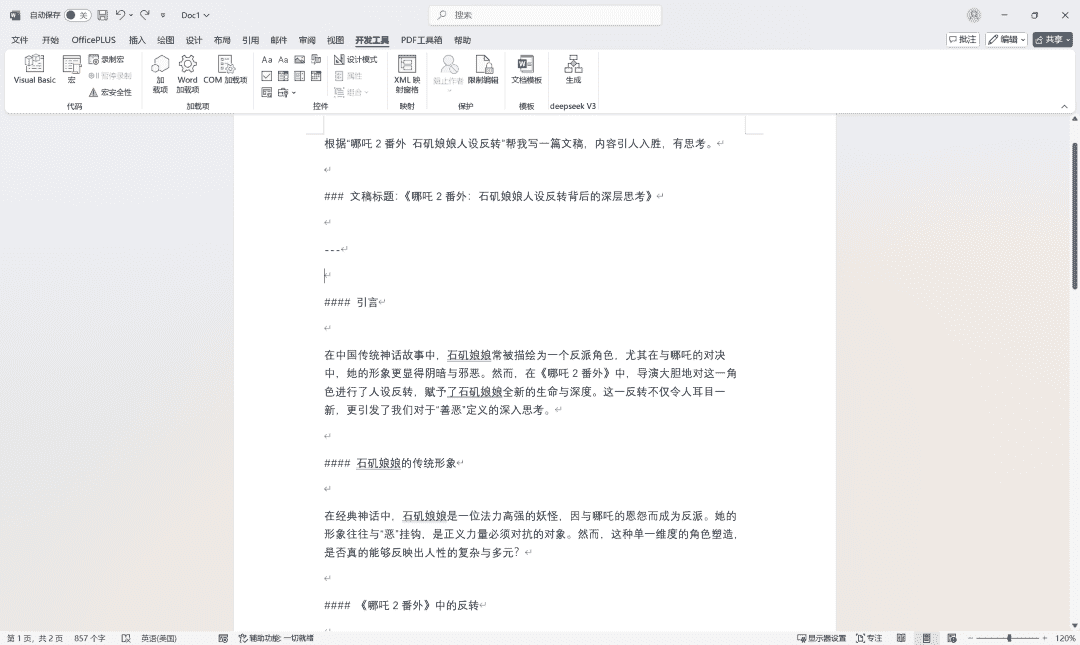 自动保存 关 Doc1 搜索
文件 开始 OfficePLUS 插入 绘图 设计 布局 引用 邮件 审阅 视图 开发工具 PDF工具箱 帮助 批注 编辑 共享
Visual Basic 宏 录制宏 暂停录制 宏安全性
加载项 Word 加载项 COM 加载项
Aa Aa 设计模式 属性 组合
XML 映射窗格 阻止作者 限制编辑 文档模板 生成
代码 加载项 控件 映射 保护 模板 deepseek V3
根据“哪吒 2 番外 石矶娘娘人设反转”帮我写一篇文稿，内容引人入胜，有思考。
### 文稿标题：《哪吒 2 番外：石矶娘娘人设反转背后的深层思考》
---
#### 引言
在中国传统神话故事中，石矶娘娘常被描绘为一个反派角色，尤其在与哪吒的对决
中，她的形象更显得阴暗与邪恶。然而，在《哪吒 2 番外》中，导演大胆地对这一角
色进行了人设反转，赋予了石矶娘娘全新的生命与深度。这一反转不仅令人耳目一
新，更引发了我们对于“善恶”定义的深入思考。
#### 石矶娘娘的传统形象
在经典神话中，石矶娘娘是一位法力高强的妖怪，因与哪吒的恩怨而成为反派。她的
形象往往与“恶”挂钩，是正义力量必须对抗的对象。然而，这种单一维度的角色塑造，
是否真的能够反映出人性的复杂与多元？
#### 《哪吒 2 番外》中的反转
第 1 页，共 2 页 857 个字 英语(美国) 辅助功能: 一切就绪 显示器设置 专注 120%